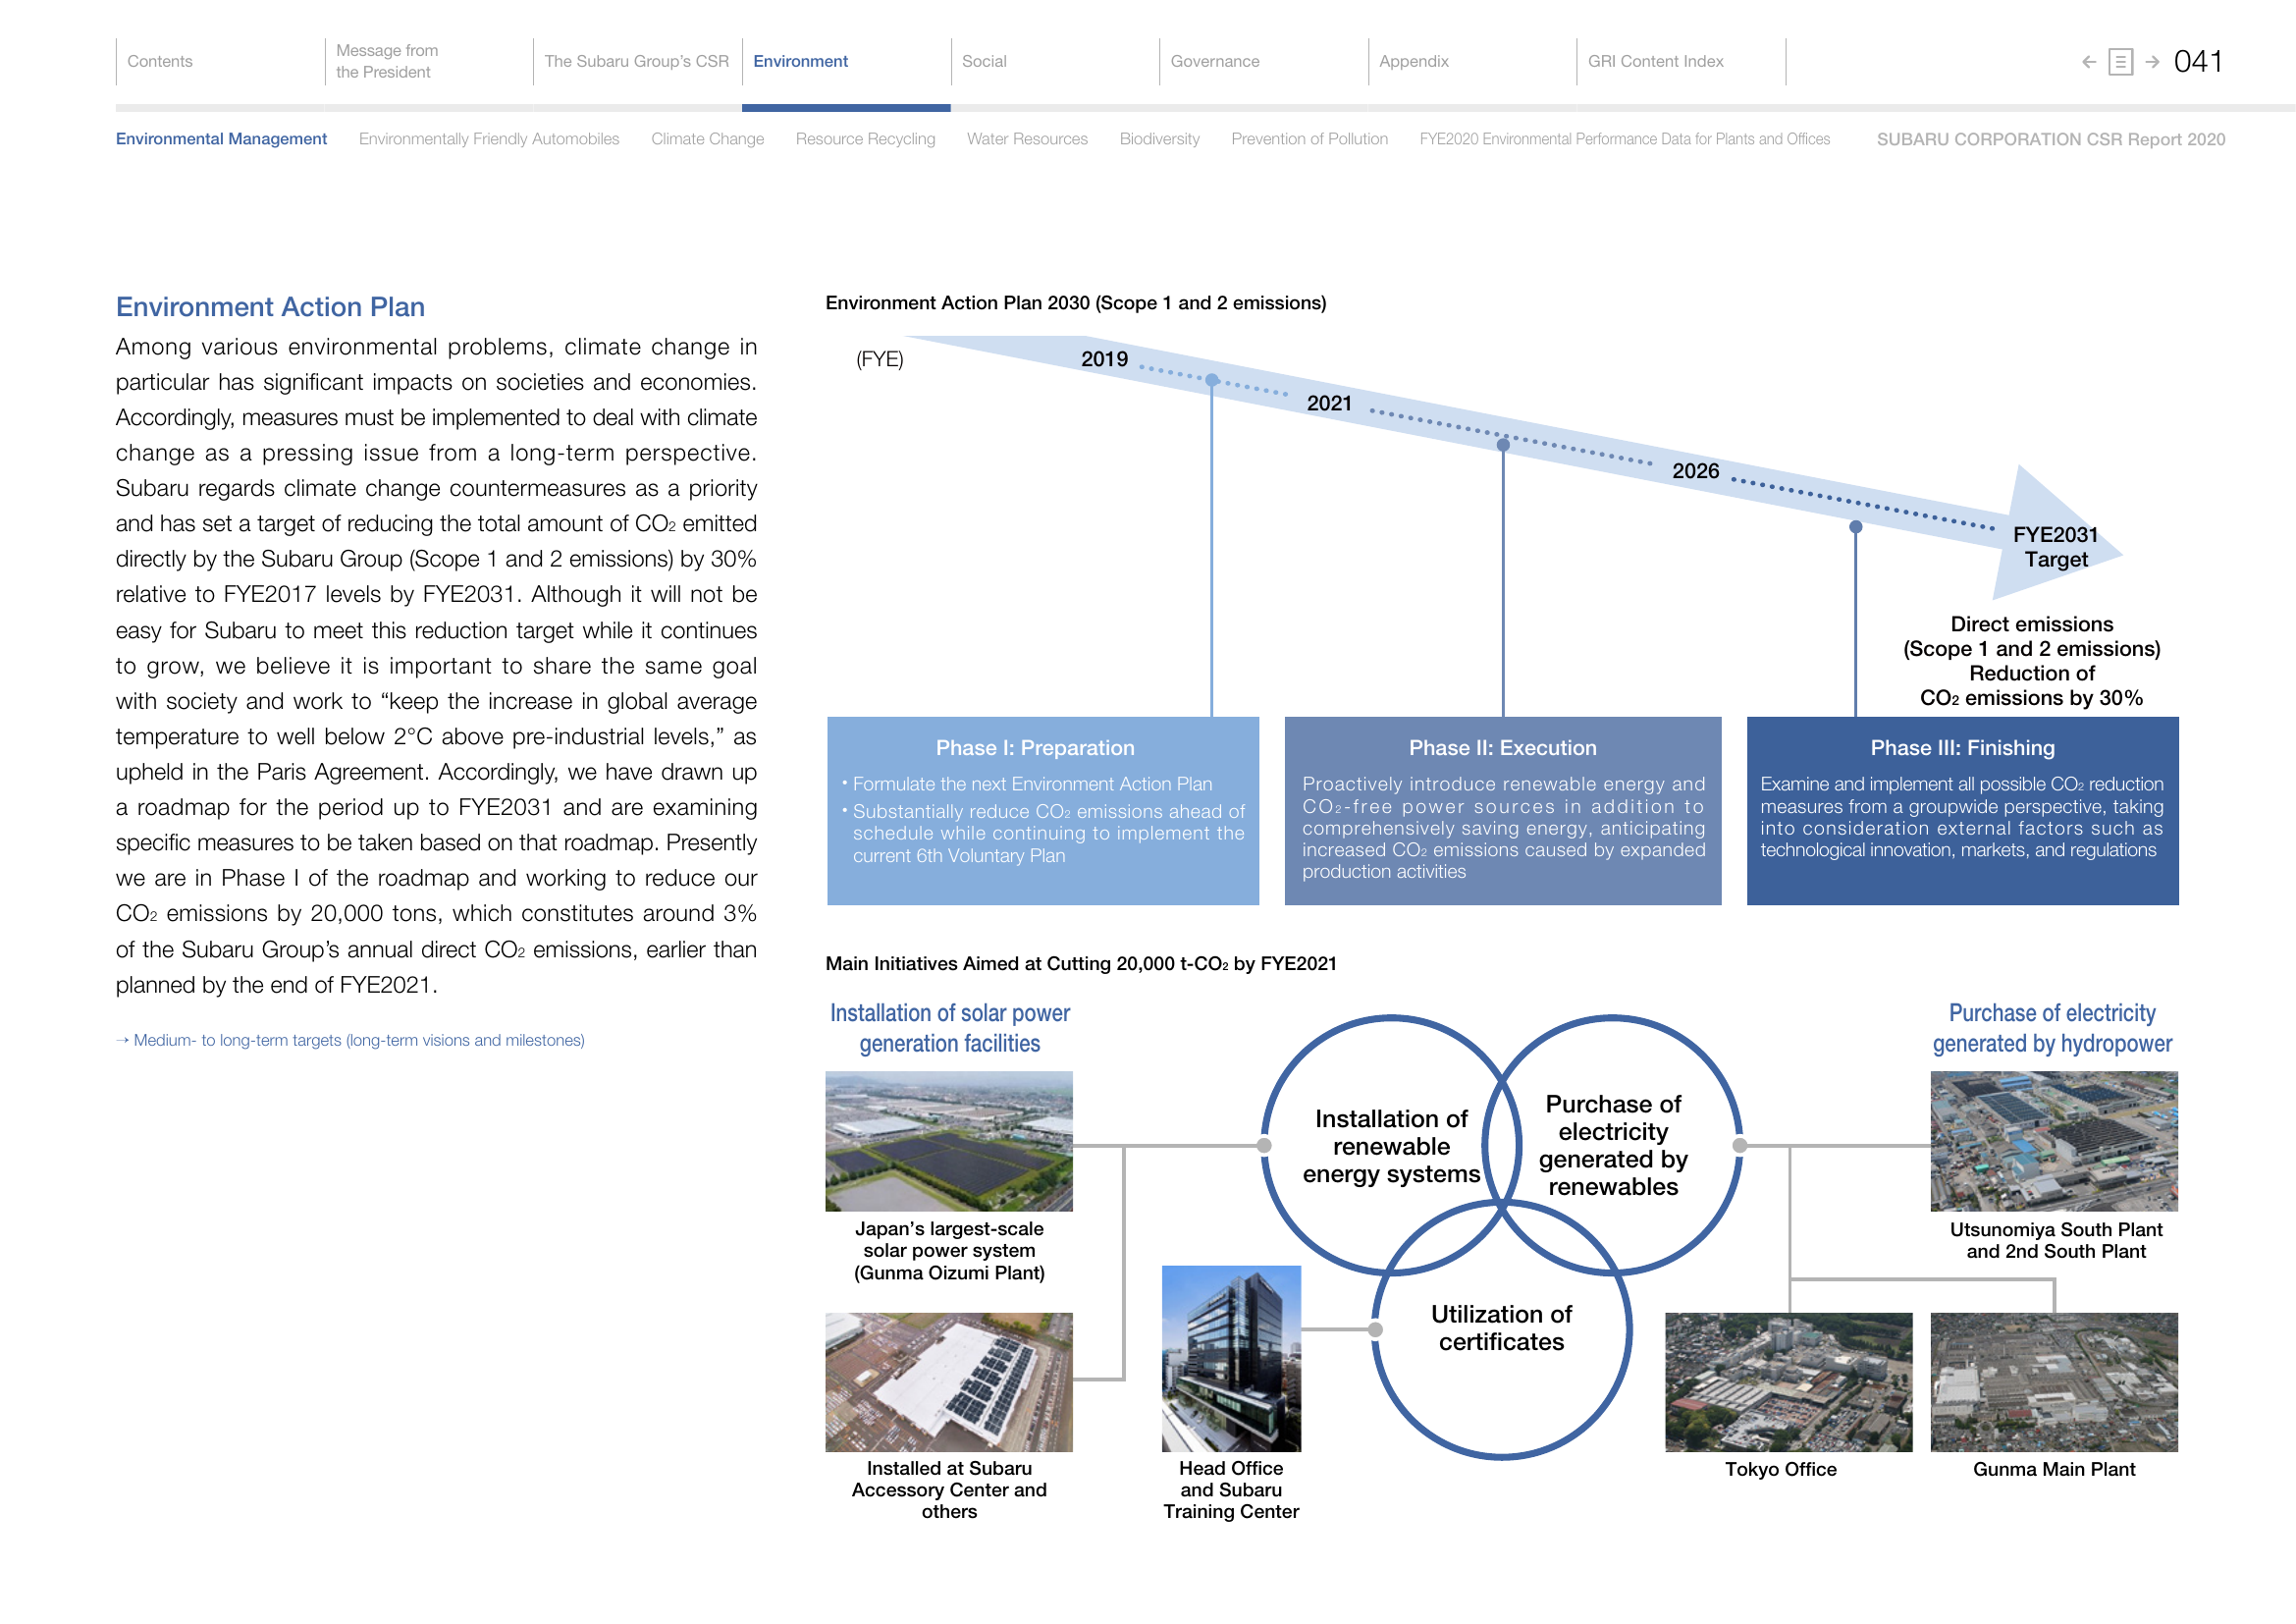 Contents
Message from
the President
The Subaru Group’s CSR
Environment
Social
Governance
Appendix
GRI Content Index
041
Environmental Management
Environmentally Friendly Automobiles
Climate Change
Resource Recycling
Water Resources
Biodiversity
Prevention of Pollution
FYE2020 Environmental Performance Data for Plants and Offices
SUBARU CORPORATION CSR Report 2020
Environment Action Plan
Among various environmental problems, climate change in
particular has significant impacts on societies and economies.
Accordingly, measures must be implemented to deal with climate
change as a pressing issue from a long-term perspective.
Subaru regards climate change countermeasures as a priority
and has set a target of reducing the total amount of CO₂ emitted
directly by the Subaru Group (Scope 1 and 2 emissions) by 30%
relative to FYE2017 levels by FYE2031. Although it will not be
easy for Subaru to meet this reduction target while it continues
to grow, we believe it is important to share the same goal
with society and work to “keep the increase in global average
temperature to well below 2°C above pre-industrial levels,” as
upheld in the Paris Agreement. Accordingly, we have drawn up
a roadmap for the period up to FYE2031 and are examining
specific measures to be taken based on that roadmap. Presently
we are in Phase I of the roadmap and working to reduce our
CO₂ emissions by 20,000 tons, which constitutes around 3%
of the Subaru Group’s annual direct CO₂ emissions, earlier than
planned by the end of FYE2021.
→ Medium- to long-term targets (long-term visions and milestones)
Environment Action Plan 2030 (Scope 1 and 2 emissions)
(FYE)
2019
2021
2026
FYE2031
Target
Direct emissions
(Scope 1 and 2 emissions)
Reduction of
CO₂ emissions by 30%
Phase I: Preparation
• Formulate the next Environment Action Plan
• Substantially reduce CO₂ emissions ahead of
schedule while continuing to implement the
current 6th Voluntary Plan
Phase II: Execution
Proactively introduce renewable energy and
CO₂-free power sources in addition to
comprehensively saving energy, anticipating
increased CO₂ emissions caused by expanded
production activities
Phase III: Finishing
Examine and implement all possible CO₂ reduction
measures from a groupwide perspective, taking
into consideration external factors such as
technological innovation, markets, and regulations
Main Initiatives Aimed at Cutting 20,000 t-CO₂ by FYE2021
Installation of solar power
generation facilities
Japan’s largest-scale
solar power system
(Gunma Oizumi Plant)
Installed at Subaru
Accessory Center and
others
Head Office
and Subaru
Training Center
Installation of
renewable
energy systems
Purchase of
electricity
generated by
renewables
Utilization of
certificates
Purchase of electricity
generated by hydropower
Utsunomiya South Plant
and 2nd South Plant
Tokyo Office
Gunma Main Plant